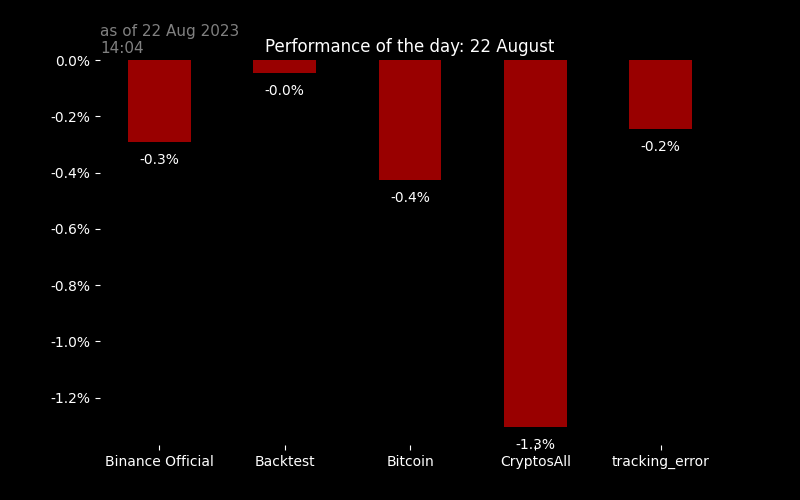 as of 22 Aug 2023
14:04
Performance of the day: 22 August
0.0%
-0.2%
-0.4%
-0.6%
-0.8%
-1.0%
-1.2%
-0.3%
-0.0%
-0.4%
-1.3%
-0.2%
Binance Official
Backtest
Bitcoin
CryptosAll
tracking_error